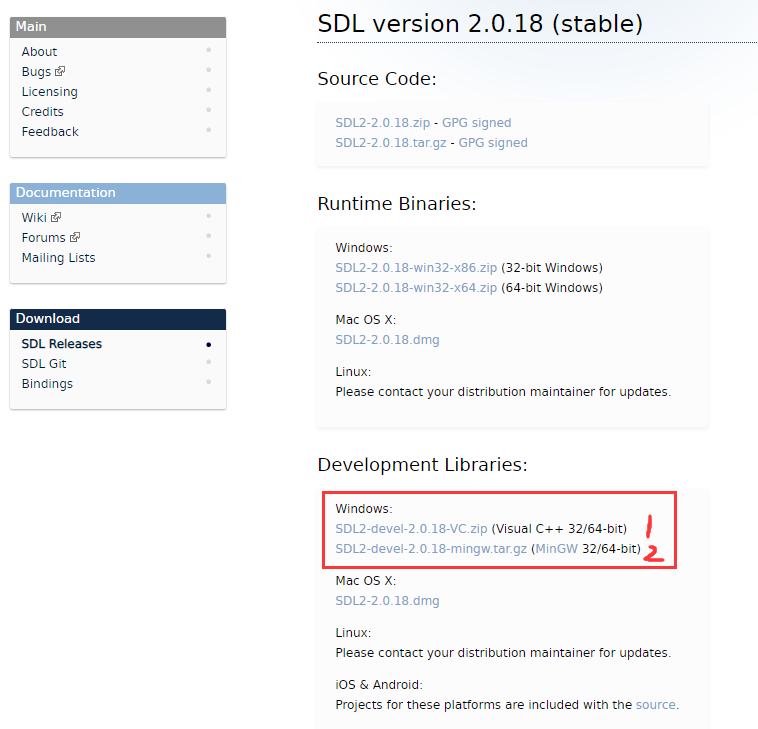 Main
About
Bugs
Licensing
Credits
Feedback
Documentation
Wiki
Forums
Mailing Lists
Download
SDL Releases
SDL Git
Bindings
SDL version 2.0.18 (stable)
Source Code:
SDL2-2.0.18.zip - GPG signed
SDL2-2.0.18.tar.gz - GPG signed
Runtime Binaries:
Windows:
SDL2-2.0.18-win32-x86.zip (32-bit Windows)
SDL2-2.0.18-win32-x64.zip (64-bit Windows)
Mac OS X:
SDL2-2.0.18.dmg
Linux:
Please contact your distribution maintainer for updates.
Development Libraries:
Windows:
SDL2-devel-2.0.18-VC.zip (Visual C++ 32/64-bit) 1
SDL2-devel-2.0.18-mingw.tar.gz (MinGW 32/64-bit) 2
Mac OS X:
SDL2-2.0.18.dmg
Linux:
Please contact your distribution maintainer for updates.
iOS & Android:
Projects for these platforms are included with the source.